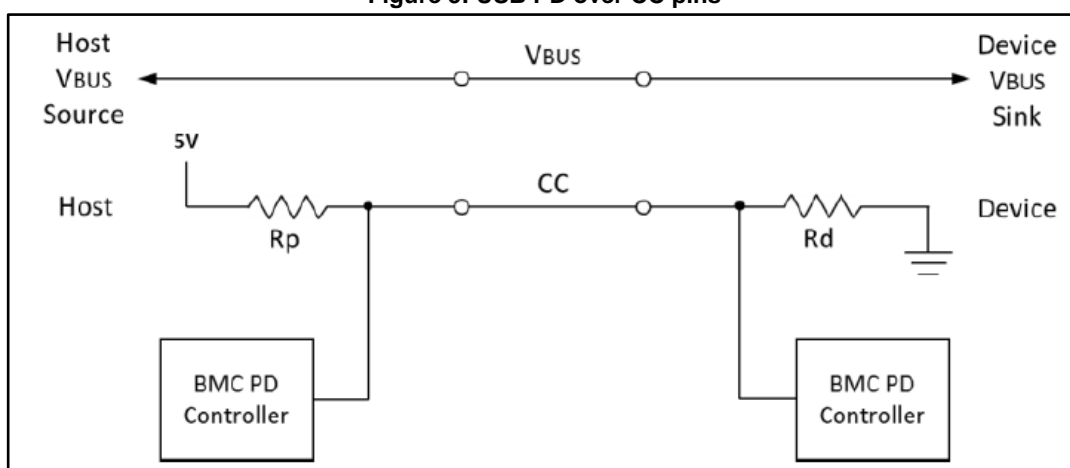 Host
VBUS
Source
VBUS
Device
VBUS
Sink
5V
Host
Rp
CC
Rd
Device
BMC PD
Controller
BMC PD
Controller